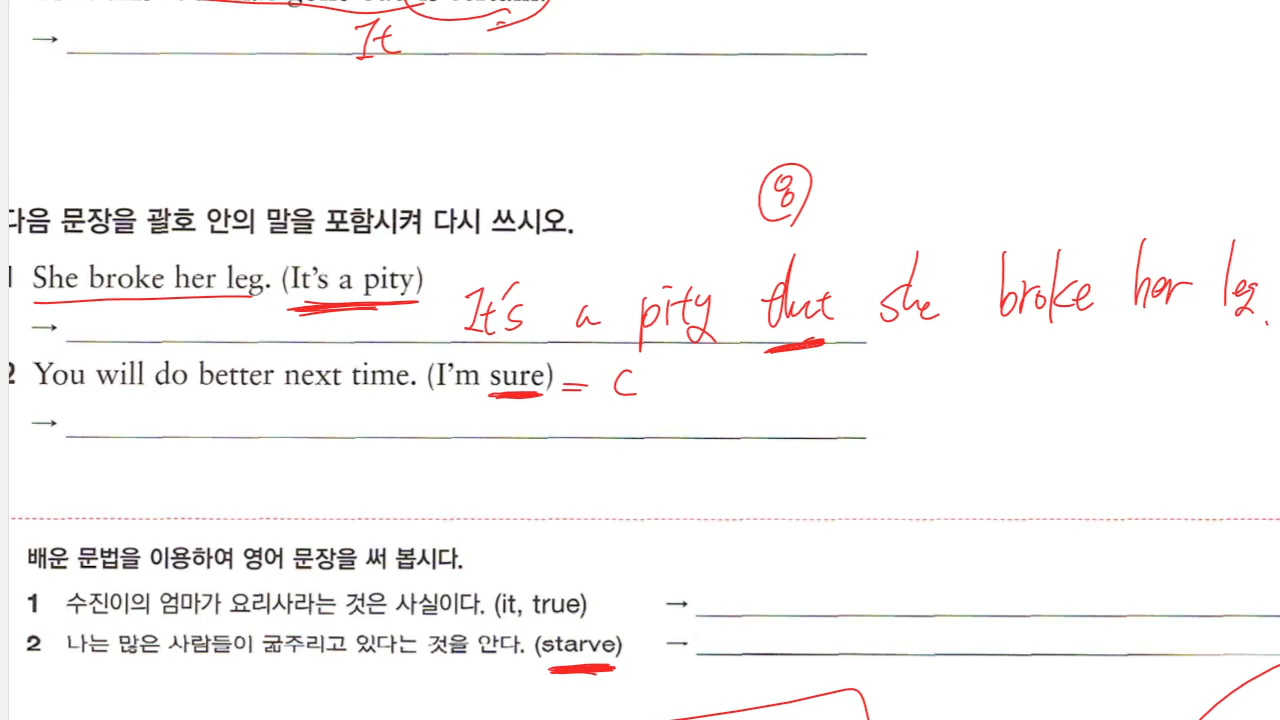 It
→
8
다음 문장을 괄호 안의 말을 포함시켜 다시 쓰시오.
1 She broke her leg. (It's a pity)
→ It's a pity that she broke her leg.
2 You will do better next time. (I'm sure) = C
→
배운 문법을 이용하여 영어 문장을 써 봅시다.
1 수진이의 엄마가 요리사라는 것은 사실이다. (it, true) →
2 나는 많은 사람들이 굶주리고 있다는 것을 안다. (starve) →